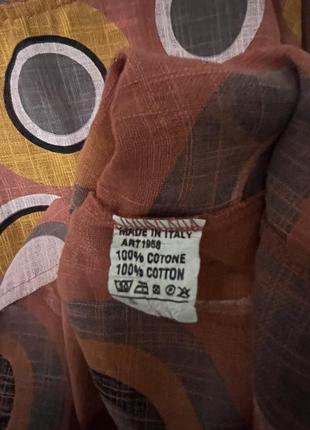 MADE IN ITALY
ART1958
100% COTONE
100% COTTON